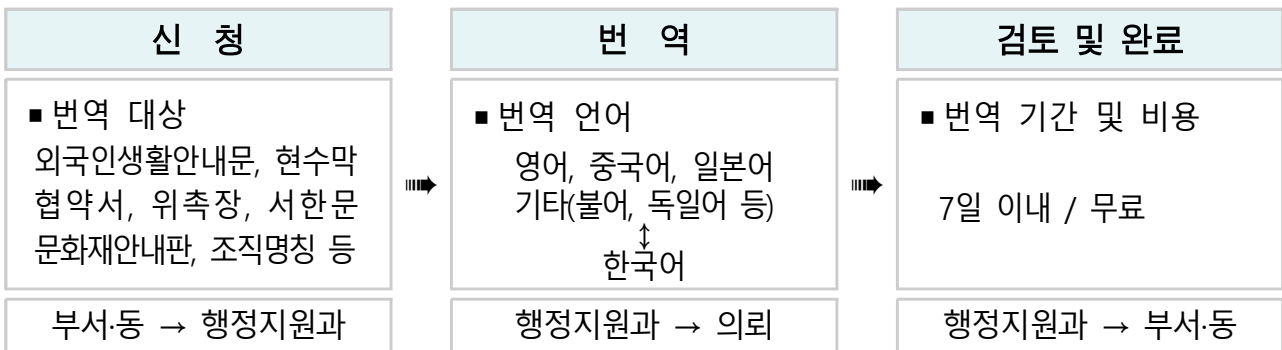 신 청
■ 번역 대상
외국인생활안내문, 현수막
협약서, 위촉장, 서한문
문화재안내판, 조직명칭 등
부서·동 → 행정지원과
➠
번 역
■ 번역 언어
영어, 중국어, 일본어
기타(불어, 독일어 등)
↕
한국어
행정지원과 → 의뢰
➠
검토 및 완료
■ 번역 기간 및 비용
7일 이내 / 무료
행정지원과 → 부서·동